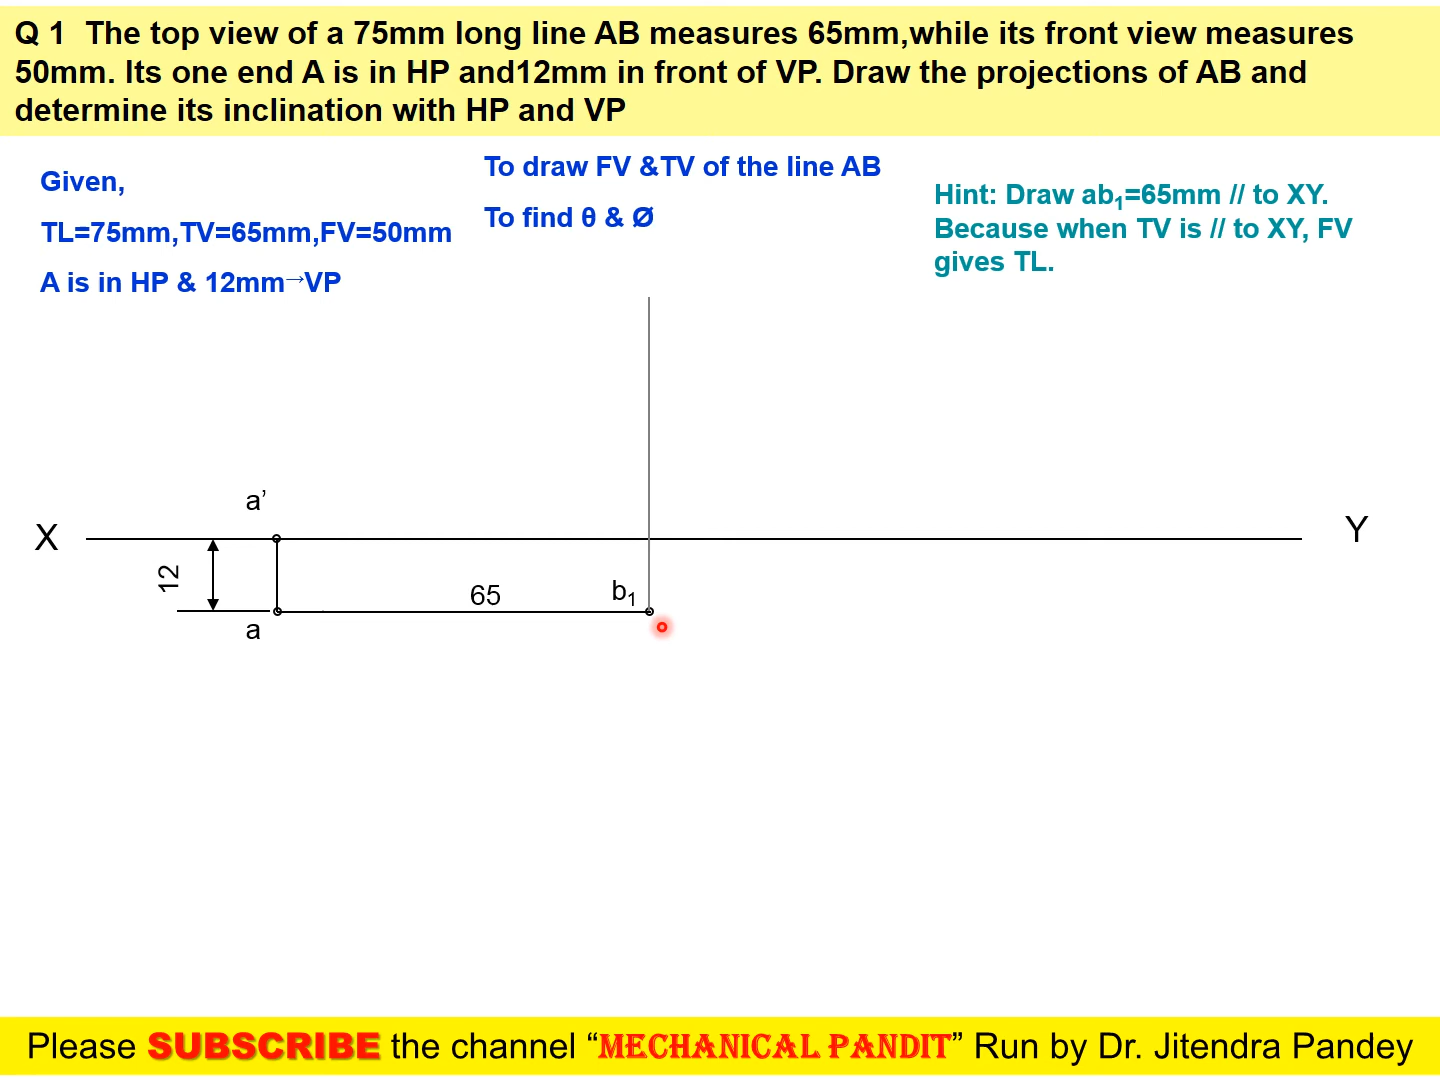 Q 1 The top view of a 75mm long line AB measures 65mm,while its front view measures
50mm. Its one end A is in HP and12mm in front of VP. Draw the projections of AB and
determine its inclination with HP and VP
Given,
TL=75mm,TV=65mm,FV=50mm
A is in HP & 12mm→VP
To draw FV &TV of the line AB
To find θ & Ø
Hint: Draw ab₁=65mm // to XY.
Because when TV is // to XY, FV
gives TL.
a’
X
Y
12
65
b₁
a
Please SUBSCRIBE the channel “MECHANICAL PANDIT” Run by Dr. Jitendra Pandey